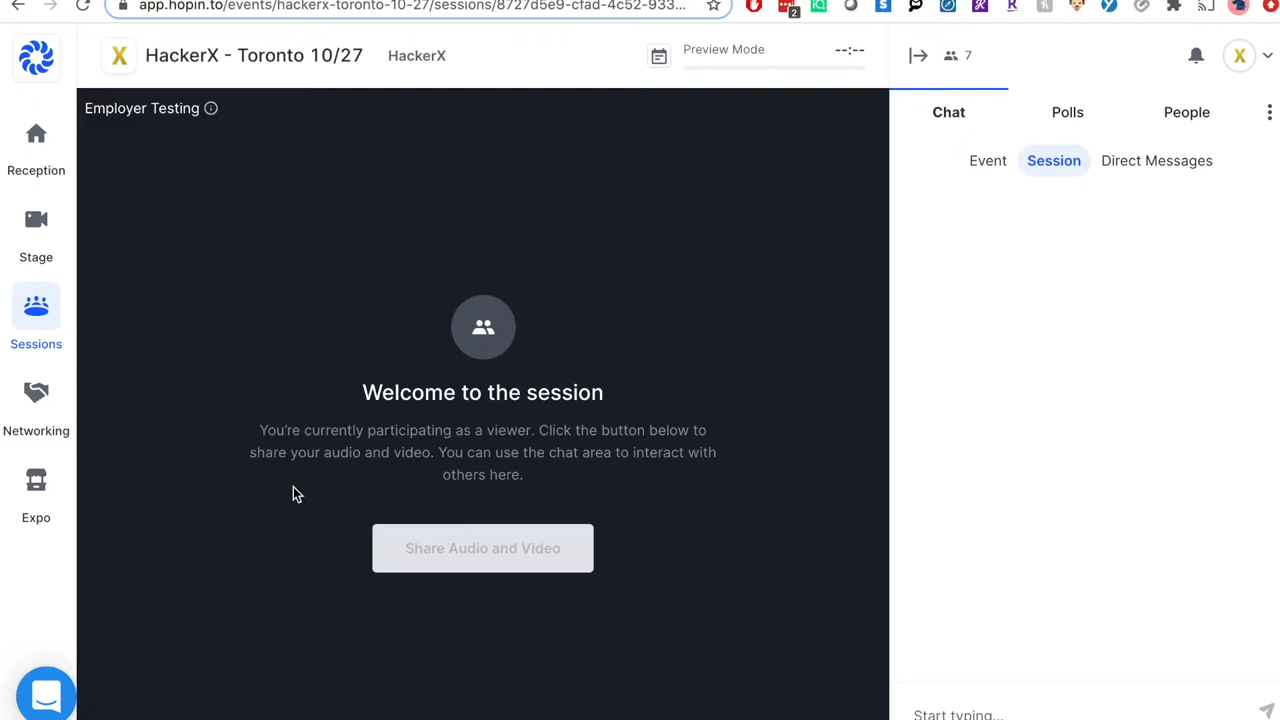 app.hopin.to/events/hackerx-toronto-10-27/sessions/8727d5e9-cfad-4c52-933...
2
X HackerX - Toronto 10/27 HackerX
Preview Mode --:--
7
X
Employer Testing
Chat Polls People
Event Session Direct Messages
Reception
Stage
Sessions
Networking
Expo
Welcome to the session
You're currently participating as a viewer. Click the button below to
share your audio and video. You can use the chat area to interact with
others here.
Share Audio and Video
Start typing...